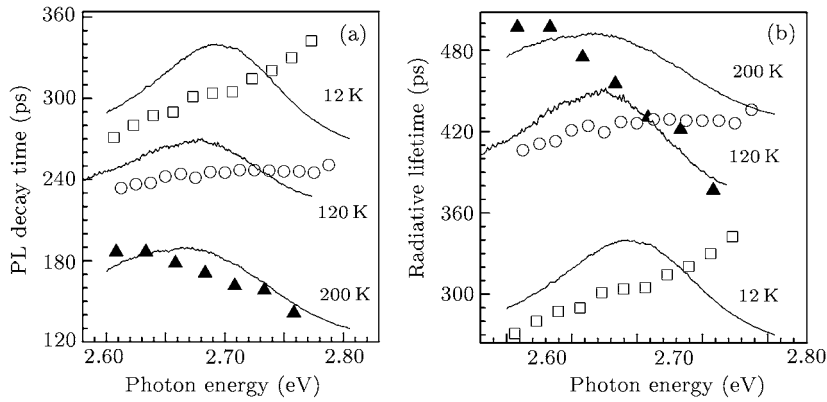 (a)
PL decay time (ps)
360
300
240
180
120
12 K
120 K
200 K
2.60
2.70
2.80
Photon energy (eV)
(b)
Radiative lifetime (ps)
480
420
360
300
200 K
120 K
12 K
2.60
2.70
2.80
Photon energy (eV)